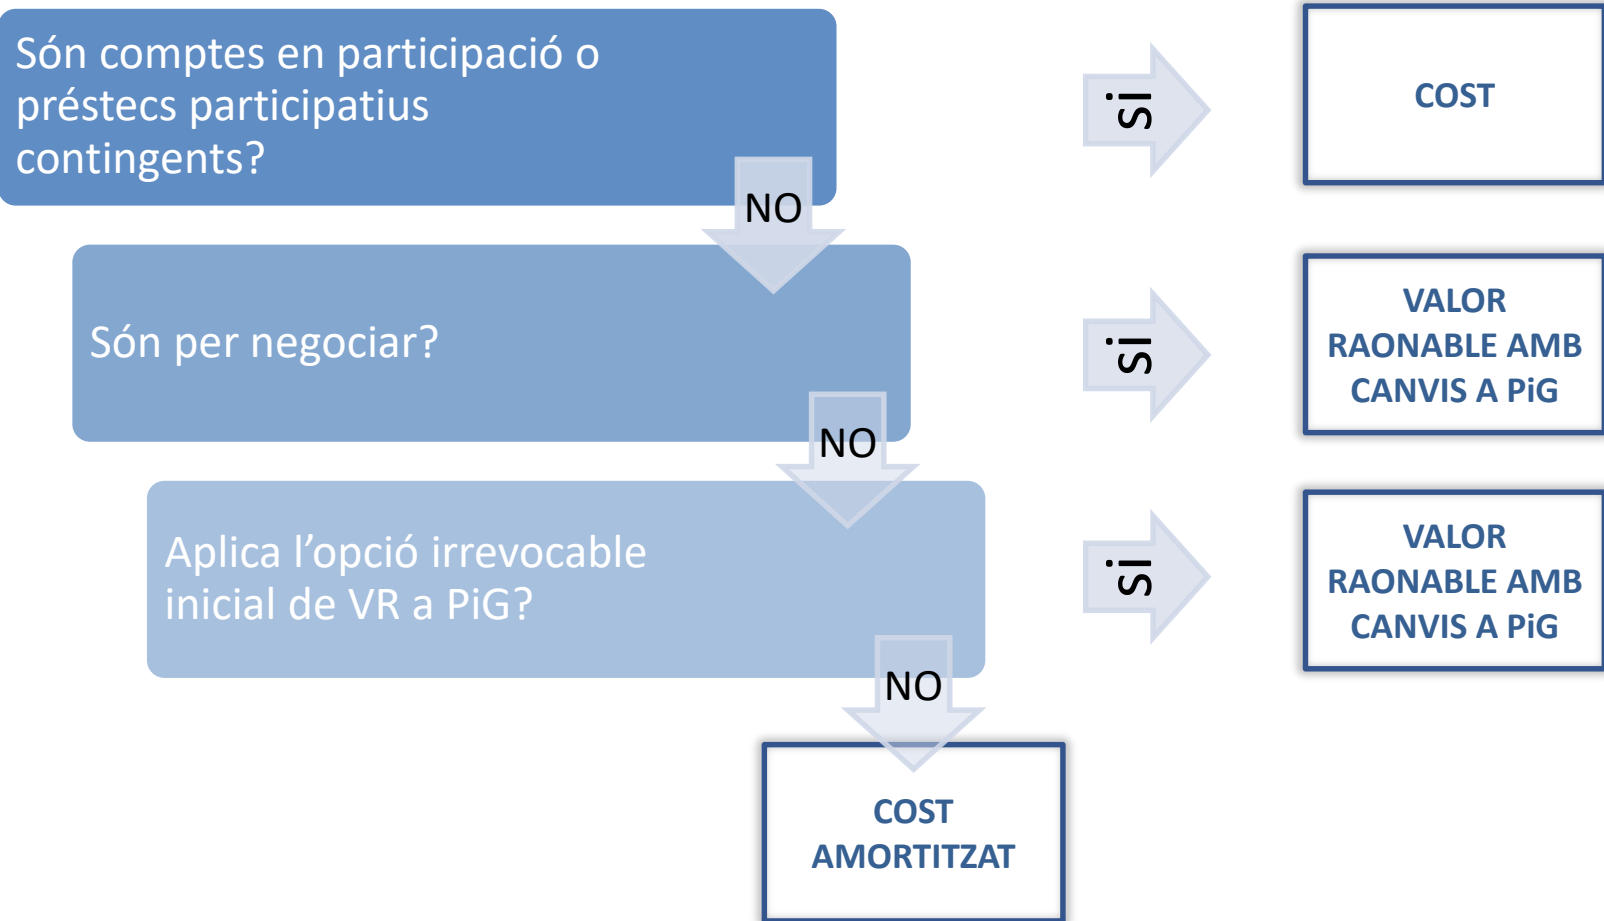 Són comptes en participació o
préstecs participatius
contingents?
si
COST
NO
Són per negociar?
si
VALOR
RAONABLE AMB
CANVIS A PiG
NO
Aplica l’opció irrevocable
inicial de VR a PiG?
si
VALOR
RAONABLE AMB
CANVIS A PiG
NO
COST
AMORTITZAT